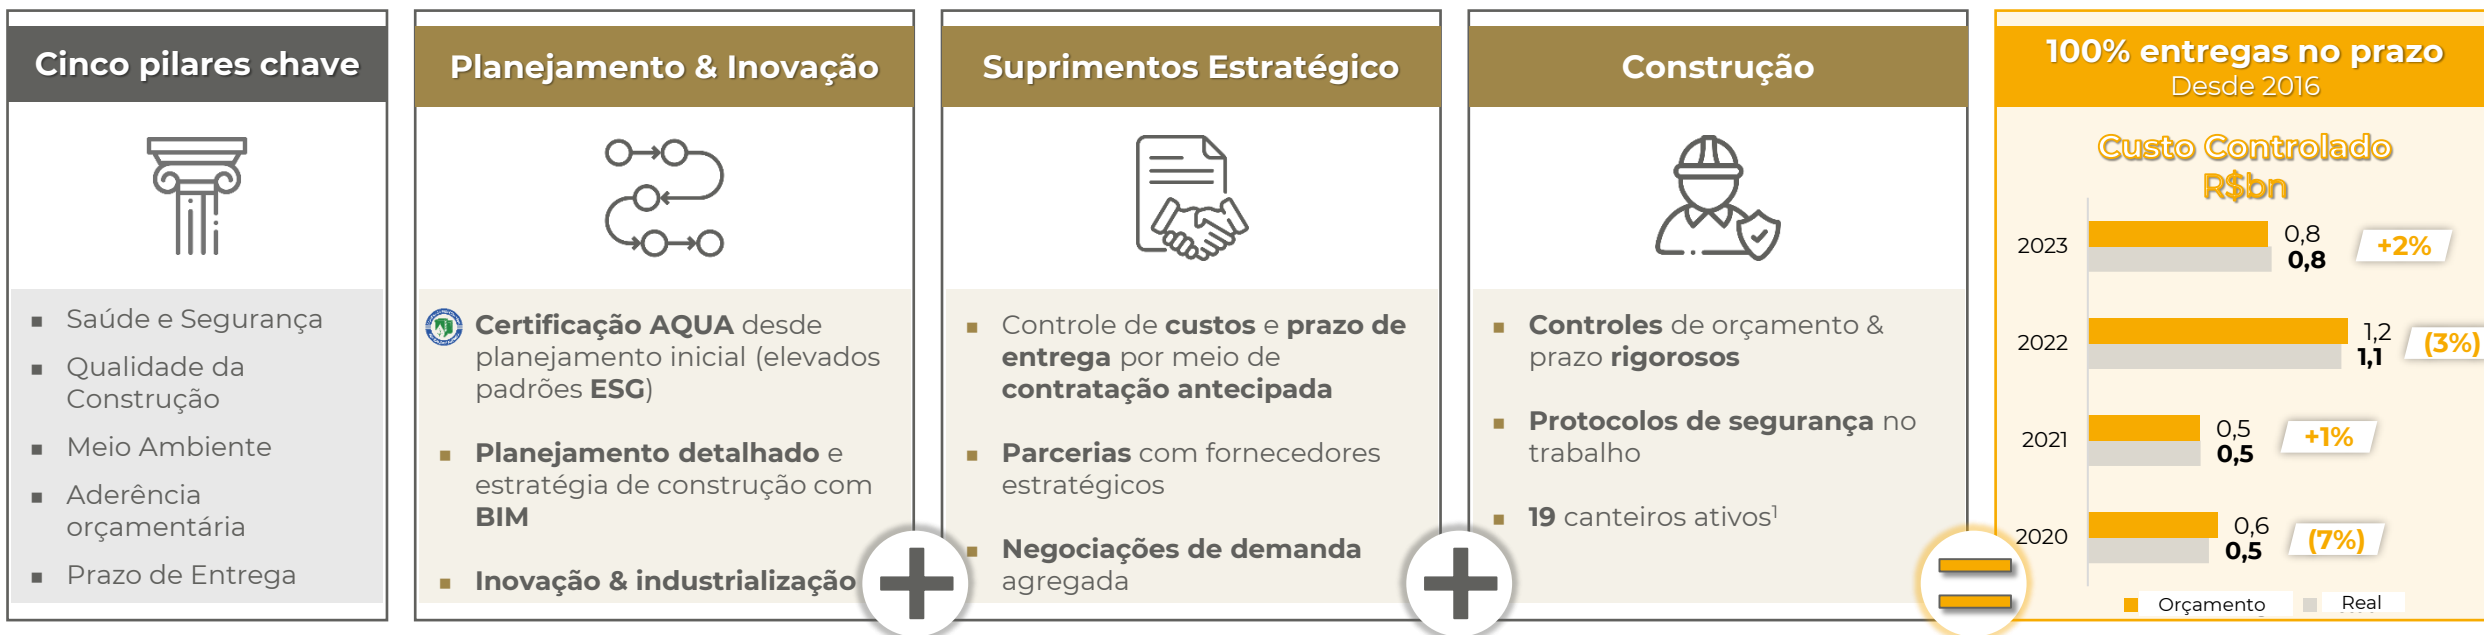 Cinco pilares chave
Saúde e Segurança
Qualidade da
Construção
Meio Ambiente
Aderência
orçamentária
Prazo de Entrega
Planejamento & Inovação
Certificação AQUA desde
planejamento inicial (elevados
padrões ESG)
Planejamento detalhado e
estratégia de construção com
BIM
Inovação & industrialização
Suprimentos Estratégico
Controle de custos e prazo de
entrega por meio de
contratação antecipada
Parcerias com fornecedores
estratégicos
Negociações de demanda
agregada
Construção
Controles de orçamento &
prazo rigorosos
Protocolos de segurança no
trabalho
19 canteiros ativos¹
100% entregas no prazo
Desde 2016
Custo Controlado
R$bn
2023
0,8
0,8
+2%
2022
1,2
1,1
(3%)
2021
0,5
0,5
+1%
2020
0,6
0,5
(7%)
Orçamento
Real